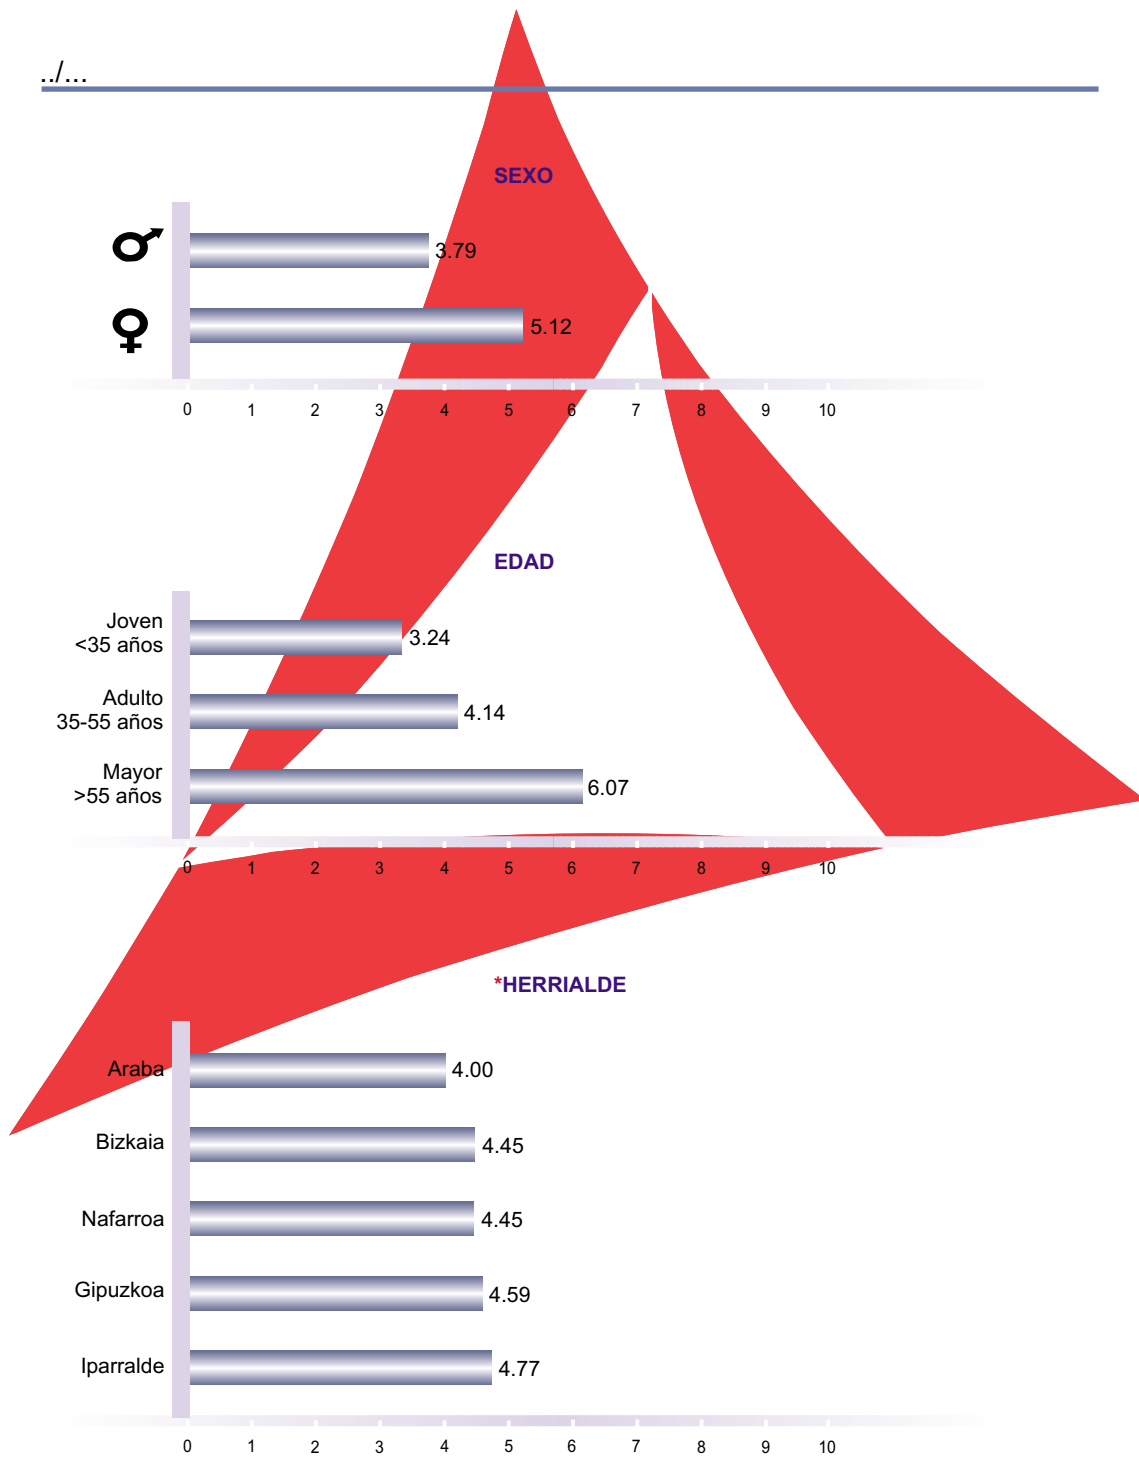 ../...
SEXO
3.79
5.12
0 1 2 3 4 5 6 7 8 9 10
EDAD
Joven
<35 años
3.24
Adulto
35-55 años
4.14
Mayor
>55 años
6.07
0 1 2 3 4 5 6 7 8 9 10
*HERRIALDE
Araba 4.00
Bizkaia 4.45
Nafarroa 4.45
Gipuzkoa 4.59
Iparralde 4.77
0 1 2 3 4 5 6 7 8 9 10